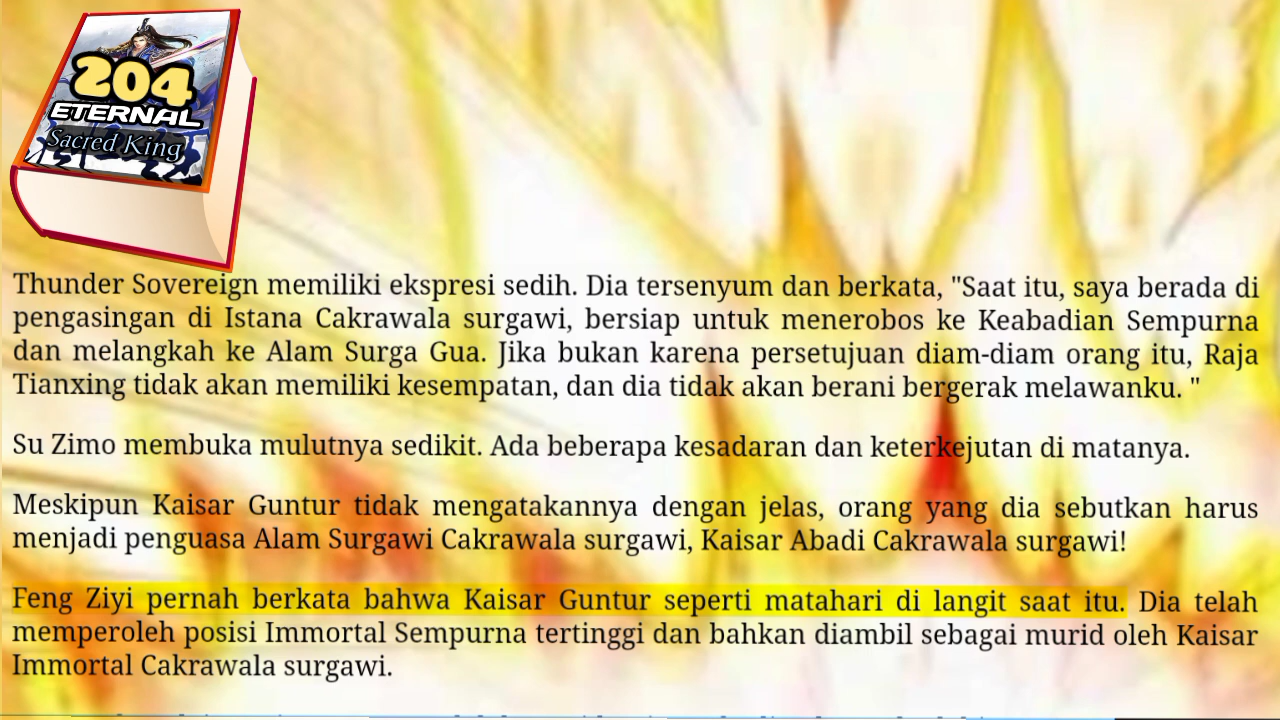 204
ETERNAL
Sacred King
Thunder Sovereign memiliki ekspresi sedih. Dia tersenyum dan berkata, "Saat itu, saya berada di
pengasingan di Istana Cakrawala surgawi, bersiap untuk menerobos ke Keabadian Sempurna
dan melangkah ke Alam Surga Gua. Jika bukan karena persetujuan diam-diam orang itu, Raja
Tianxing tidak akan memiliki kesempatan, dan dia tidak akan berani bergerak melawanku. "
Su Zimo membuka mulutnya sedikit. Ada beberapa kesadaran dan keterkejutan di matanya.
Meskipun Kaisar Guntur tidak mengatakannya dengan jelas, orang yang dia sebutkan harus
menjadi penguasa Alam Surgawi Cakrawala surgawi, Kaisar Abadi Cakrawala surgawi!
Feng Ziyi pernah berkata bahwa Kaisar Guntur seperti matahari di langit saat itu. Dia telah
memperoleh posisi Immortal Sempurna tertinggi dan bahkan diambil sebagai murid oleh Kaisar
Immortal Cakrawala surgawi.